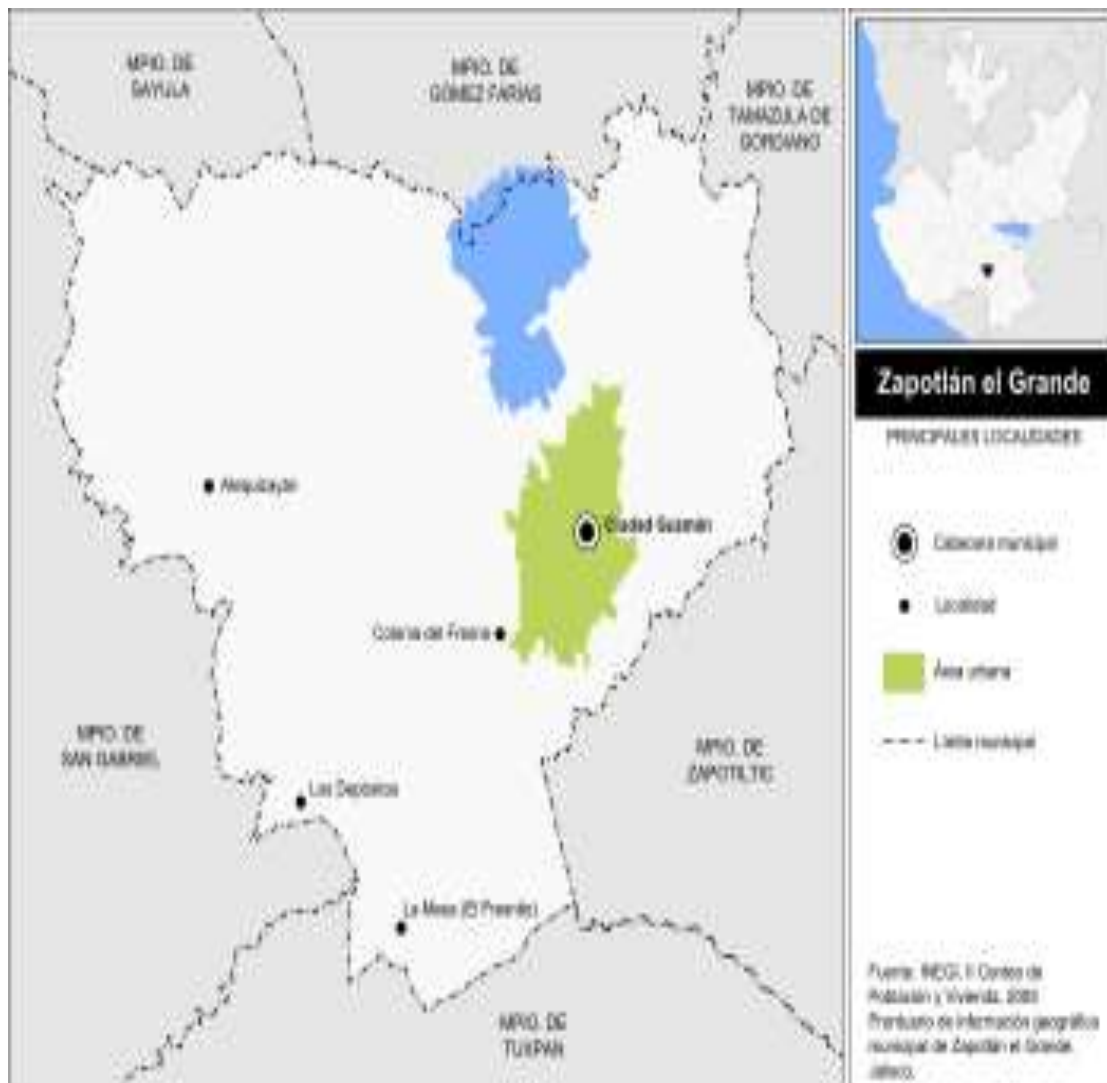 MPIO. DE
SAYULA
MPIO. DE
GÓMEZ FARÍAS
MPIO. DE
TAMAZULA DE
GORDIANO
Atequizayán
Ciudad Guzmán
Colonia del Fresno
MPIO. DE
SAN GABRIEL
MPIO. DE
ZAPOTILTIC
Los Depósitos
La Mesa (El Fresnito)
MPIO. DE
TUXPAN
Zapotlán el Grande
PRINCIPALES LOCALIDADES
Cabecera municipal
Localidad
Área urbana
Límite municipal
Fuente: INEGI. II Conteo de
Población y Vivienda,
Prontuario de información geográfica
municipal de Zapotlán el Grande,
Jalisco.